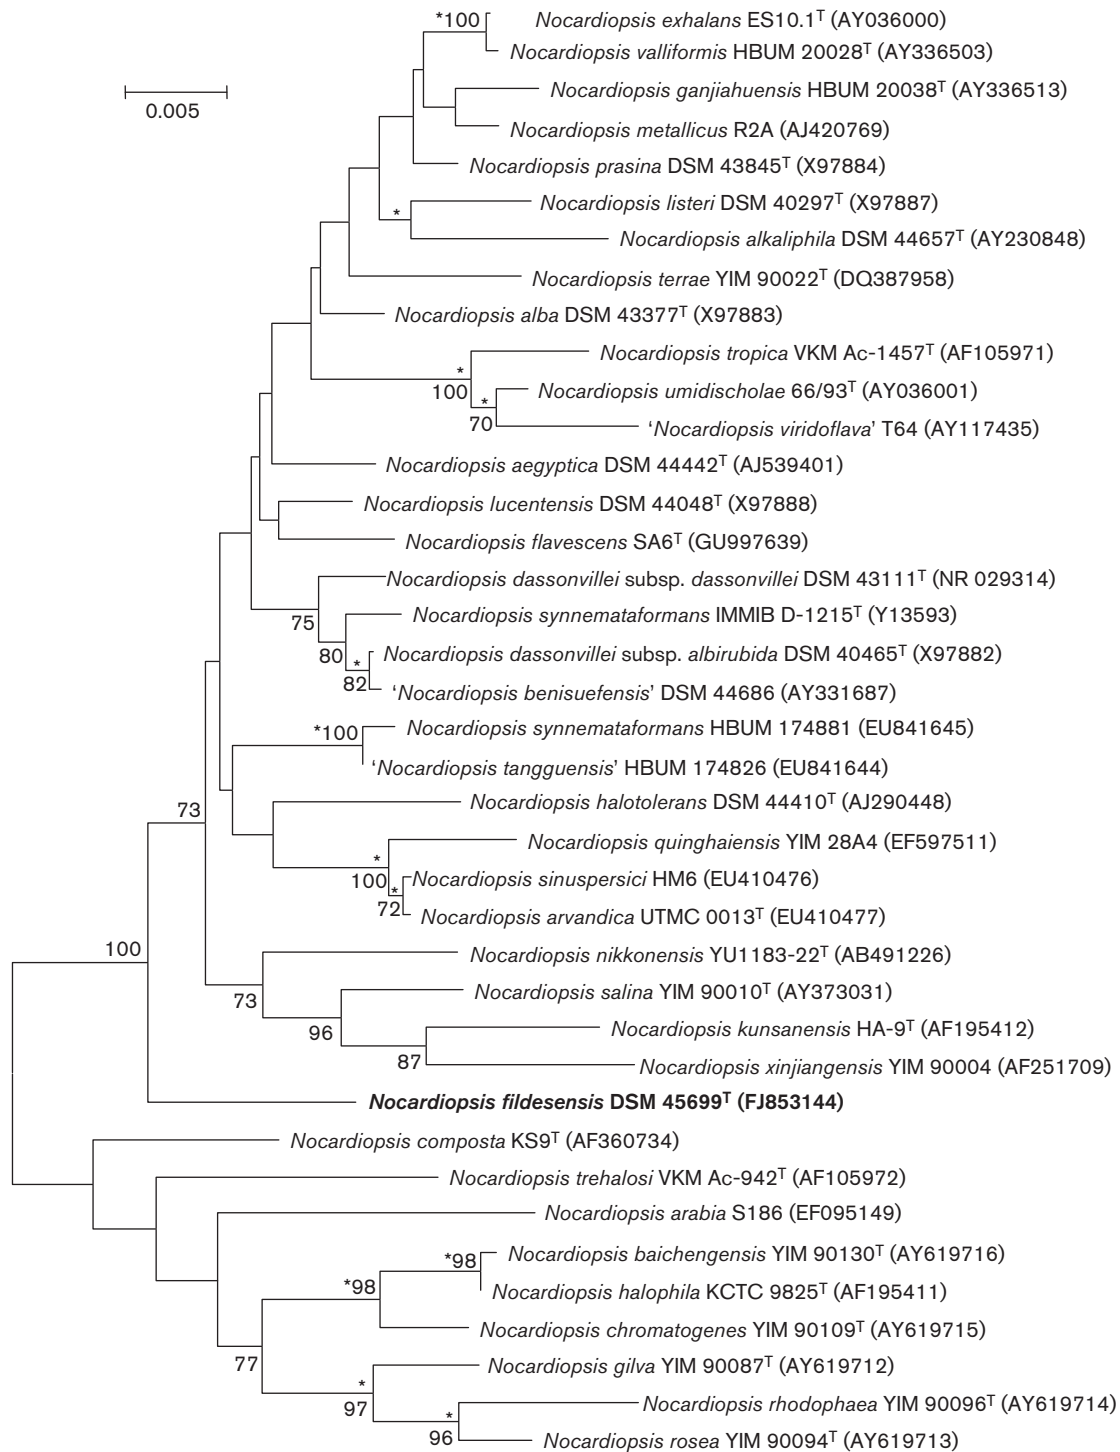 *100 Nocardiopsis exhalans ES10.1ᵀ (AY036000)
Nocardiopsis valliformis HBUM 20028ᵀ (AY336503)
Nocardiopsis ganjiahuensis HBUM 20038ᵀ (AY336513)
0.005
Nocardiopsis metallicus R2A (AJ420769)
Nocardiopsis prasina DSM 43845ᵀ (X97884)
* Nocardiopsis listeri DSM 40297ᵀ (X97887)
Nocardiopsis alkaliphila DSM 44657ᵀ (AY230848)
Nocardiopsis terrae YIM 90022ᵀ (DQ387958)
Nocardiopsis alba DSM 43377ᵀ (X97883)
Nocardiopsis tropica VKM Ac-1457ᵀ (AF105971)
*
100 Nocardiopsis umidischolae 66/93ᵀ (AY036001)
*
70 ‘Nocardiopsis viridoflava’ T64 (AY117435)
Nocardiopsis aegyptica DSM 44442ᵀ (AJ539401)
Nocardiopsis lucentensis DSM 44048ᵀ (X97888)
Nocardiopsis flavescens SA6ᵀ (GU997639)
Nocardiopsis dassonvillei subsp. dassonvillei DSM 43111ᵀ (NR 029314)
75 Nocardiopsis synnemataformans IMMIB D-1215ᵀ (Y13593)
80 * Nocardiopsis dassonvillei subsp. albirubida DSM 40465ᵀ (X97882)
82 ‘Nocardiopsis benisuefensis’ DSM 44686 (AY331687)
*100 Nocardiopsis synnemataformans HBUM 174881 (EU841645)
‘Nocardiopsis tangguensis’ HBUM 174826 (EU841644)
73 Nocardiopsis halotolerans DSM 44410ᵀ (AJ290448)
Nocardiopsis quinghaiensis YIM 28A4 (EF597511)
*
100 * Nocardiopsis sinuspersici HM6 (EU410476)
72 Nocardiopsis arvandica UTMC 0013ᵀ (EU410477)
100 Nocardiopsis nikkonensis YU1183-22ᵀ (AB491226)
73 Nocardiopsis salina YIM 90010ᵀ (AY373031)
96 Nocardiopsis kunsanensis HA-9ᵀ (AF195412)
87 Nocardiopsis xinjiangensis YIM 90004 (AF251709)
Nocardiopsis fildesensis DSM 45699ᵀ (FJ853144)
Nocardiopsis composta KS9ᵀ (AF360734)
Nocardiopsis trehalosi VKM Ac-942ᵀ (AF105972)
Nocardiopsis arabia S186 (EF095149)
*98 Nocardiopsis baichengensis YIM 90130ᵀ (AY619716)
*98 Nocardiopsis halophila KCTC 9825ᵀ (AF195411)
Nocardiopsis chromatogenes YIM 90109ᵀ (AY619715)
77 Nocardiopsis gilva YIM 90087ᵀ (AY619712)
*
97 Nocardiopsis rhodophaea YIM 90096ᵀ (AY619714)
*
96 Nocardiopsis rosea YIM 90094ᵀ (AY619713)